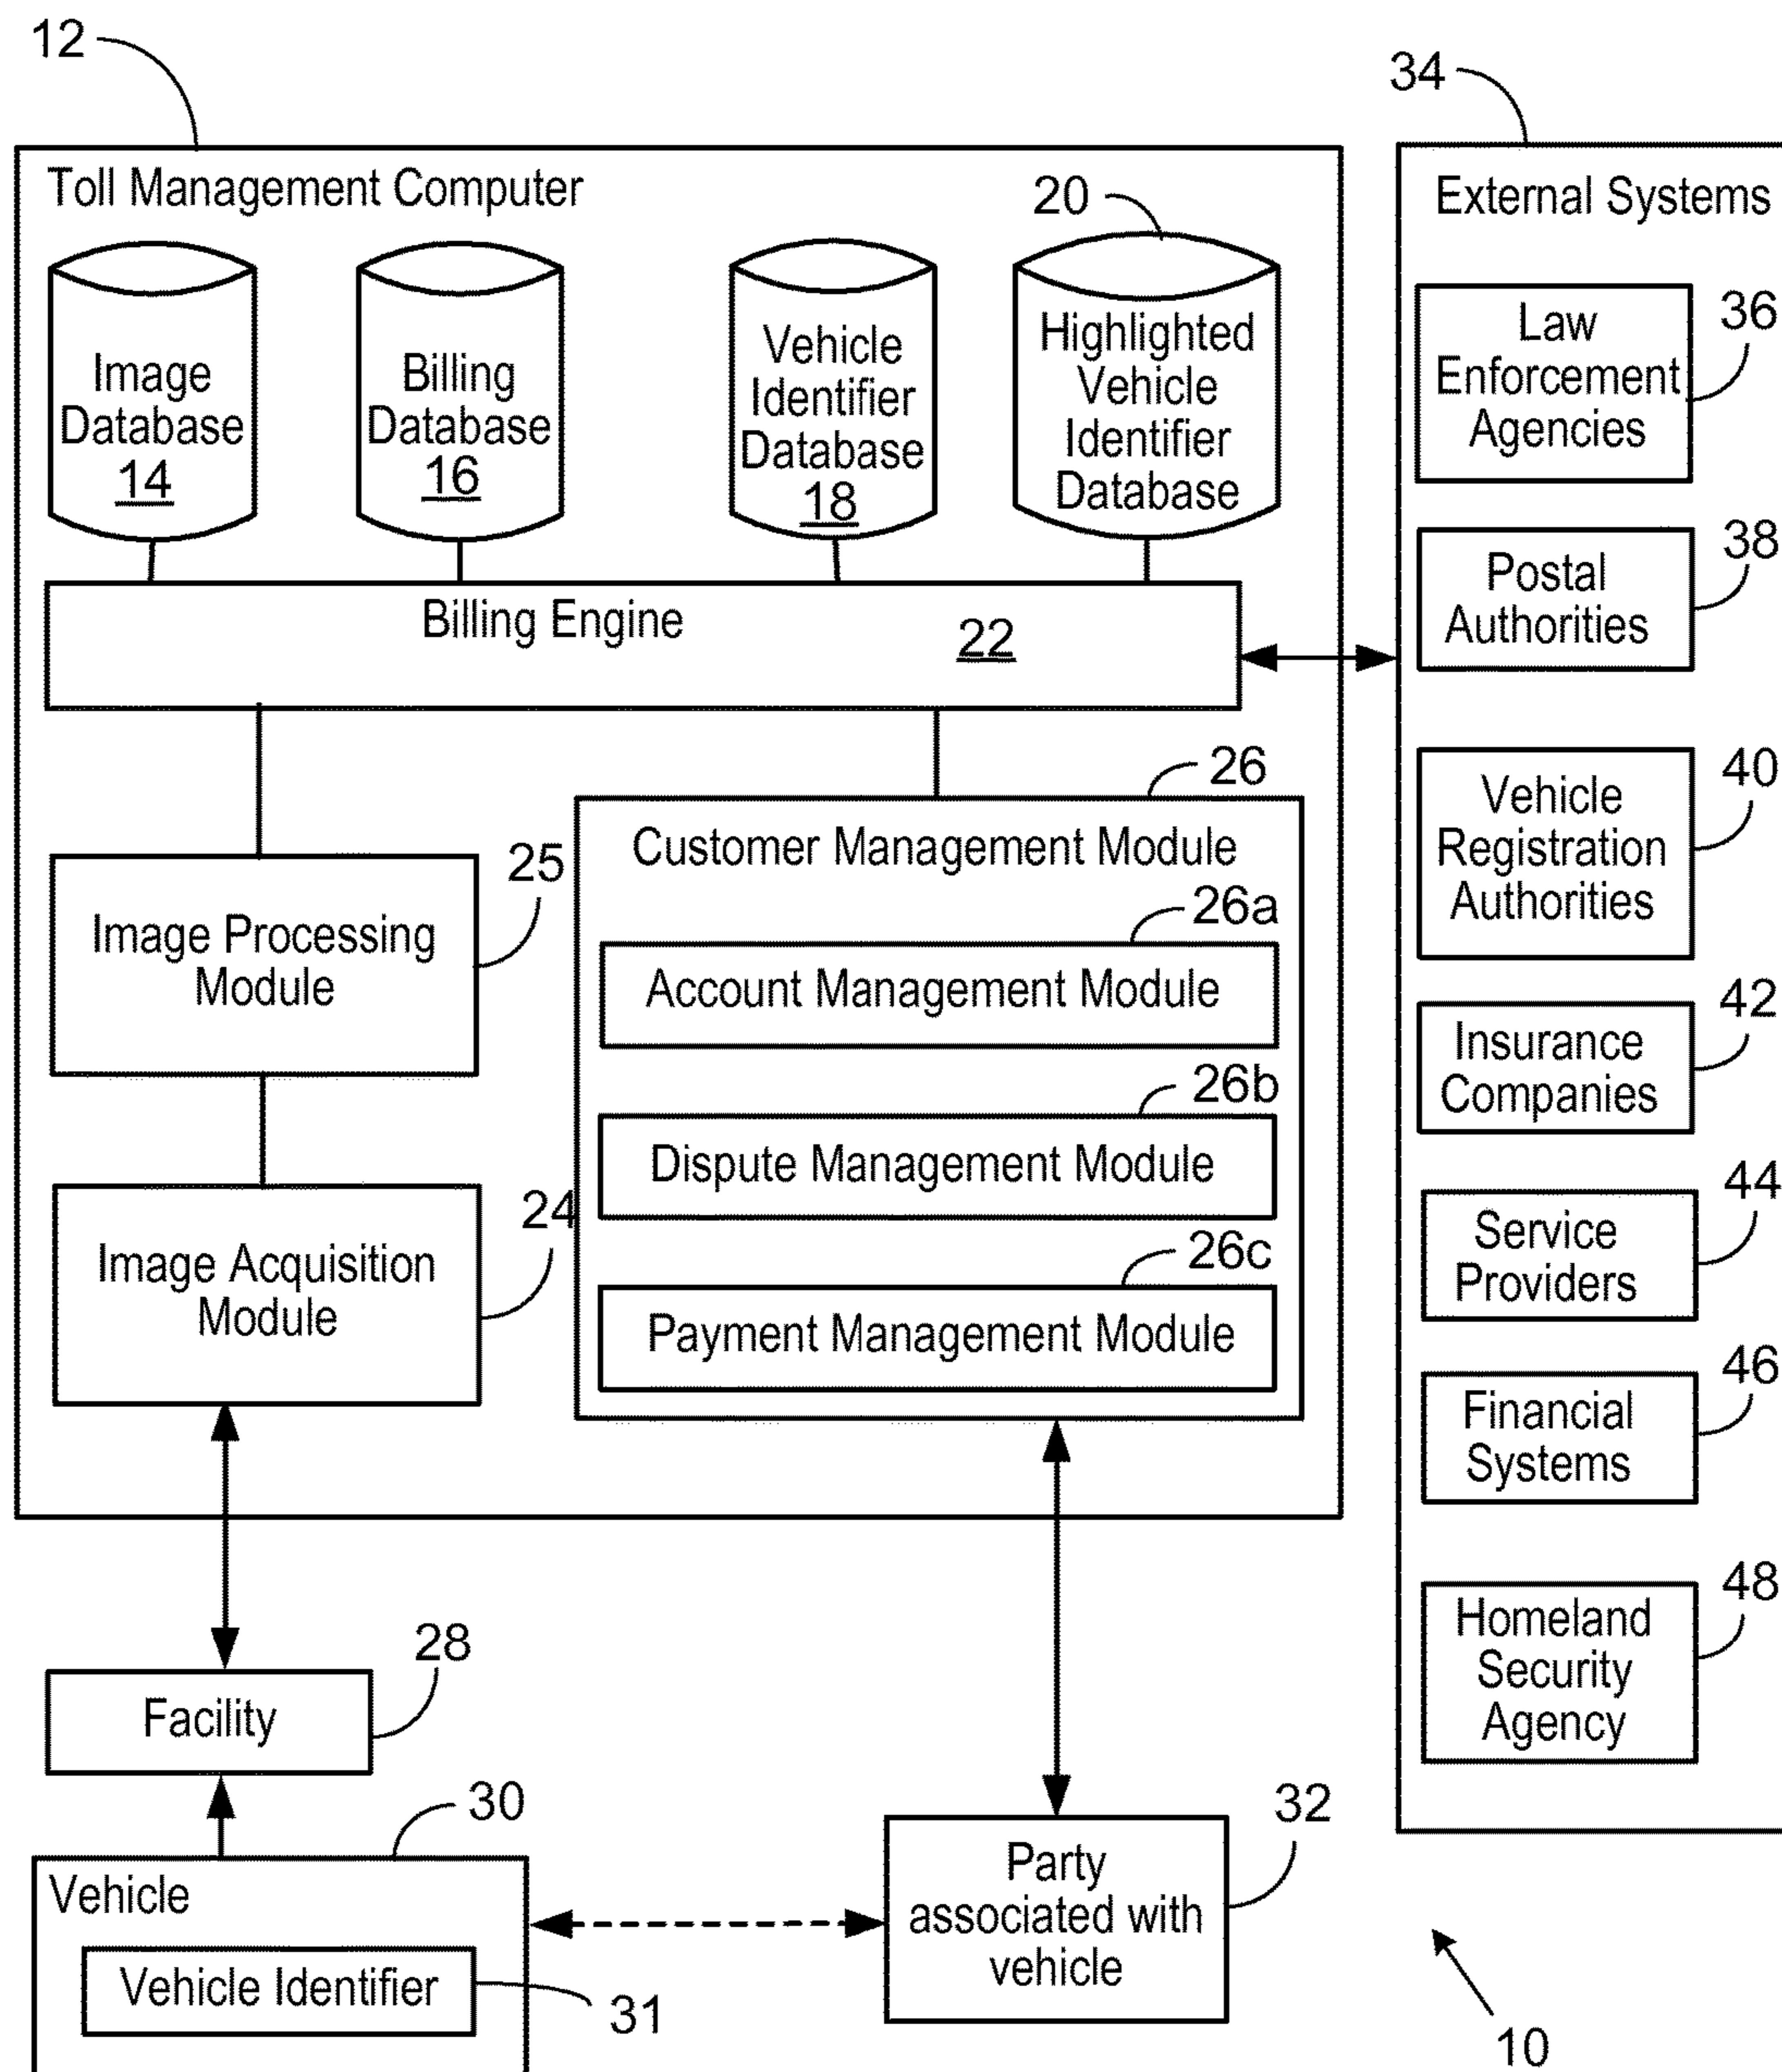 12
34
Toll Management Computer
20
External Systems
Image
Database
14
Billing
Database
16
Vehicle
Identifier
Database
18
Highlighted
Vehicle
Identifier
Database
Law
Enforcement
Agencies
36
Postal
Authorities
38
Billing Engine
22
Vehicle
Registration
Authorities
40
26
Customer Management Module
Image Processing
Module
25
26a
Account Management Module
Insurance
Companies
42
26b
Dispute Management Module
Image Acquisition
Module
24
Service
Providers
44
26c
Payment Management Module
Financial
Systems
46
Homeland
Security
Agency
48
Facility
28
30
Vehicle
Vehicle Identifier
31
Party
associated with
vehicle
32
10